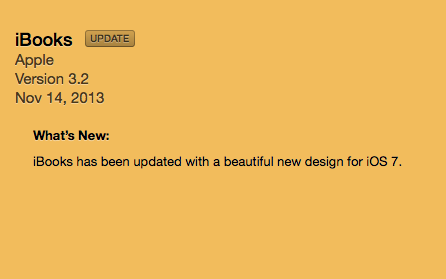 iBooks UPDATE
Apple
Version 3.2
Nov 14, 2013
What's New:
iBooks has been updated with a beautiful new design for iOS 7.